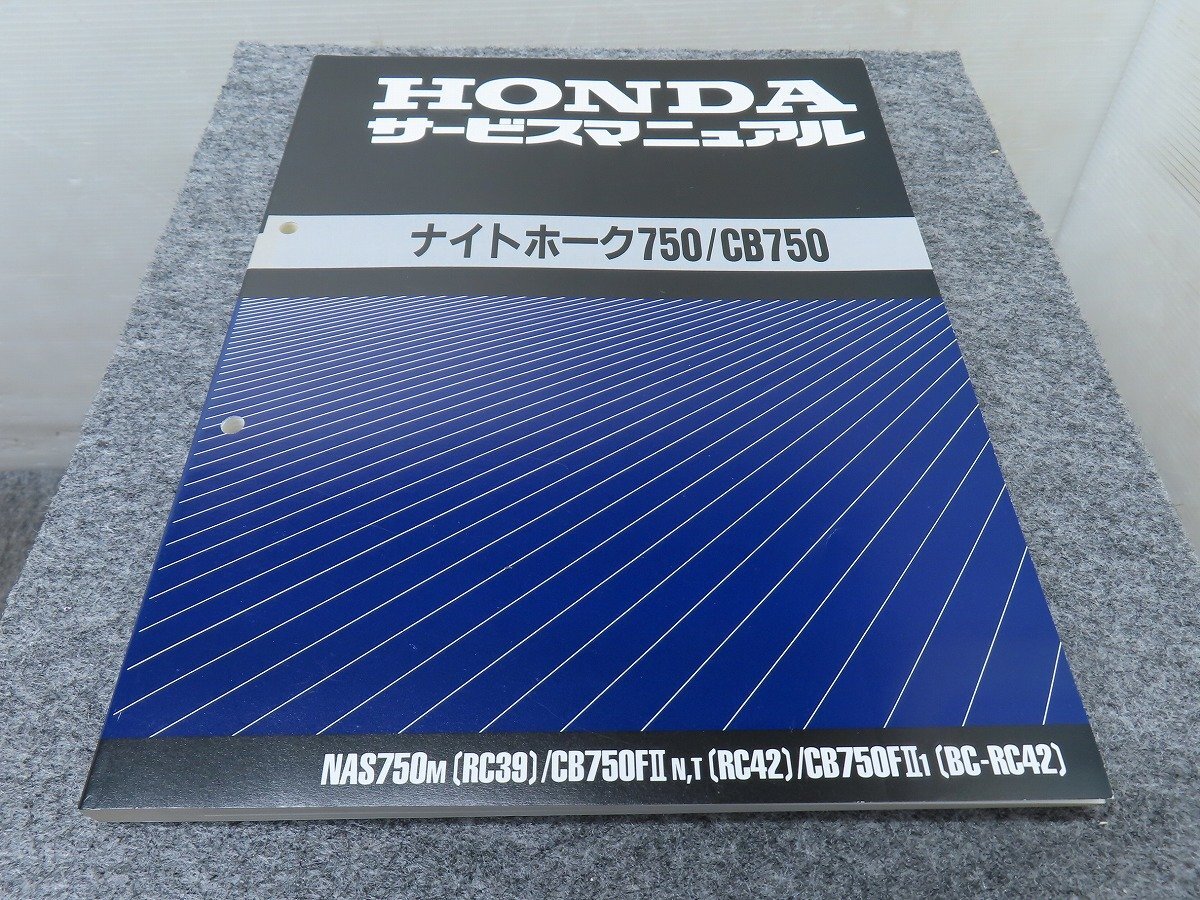 HONDA
サービスマニュアル
ナイトホーク750/CB750
NAS750M (RC39)/CB750FⅡ N,T (RC42)/CB750FⅡ1 (BC-RC42)